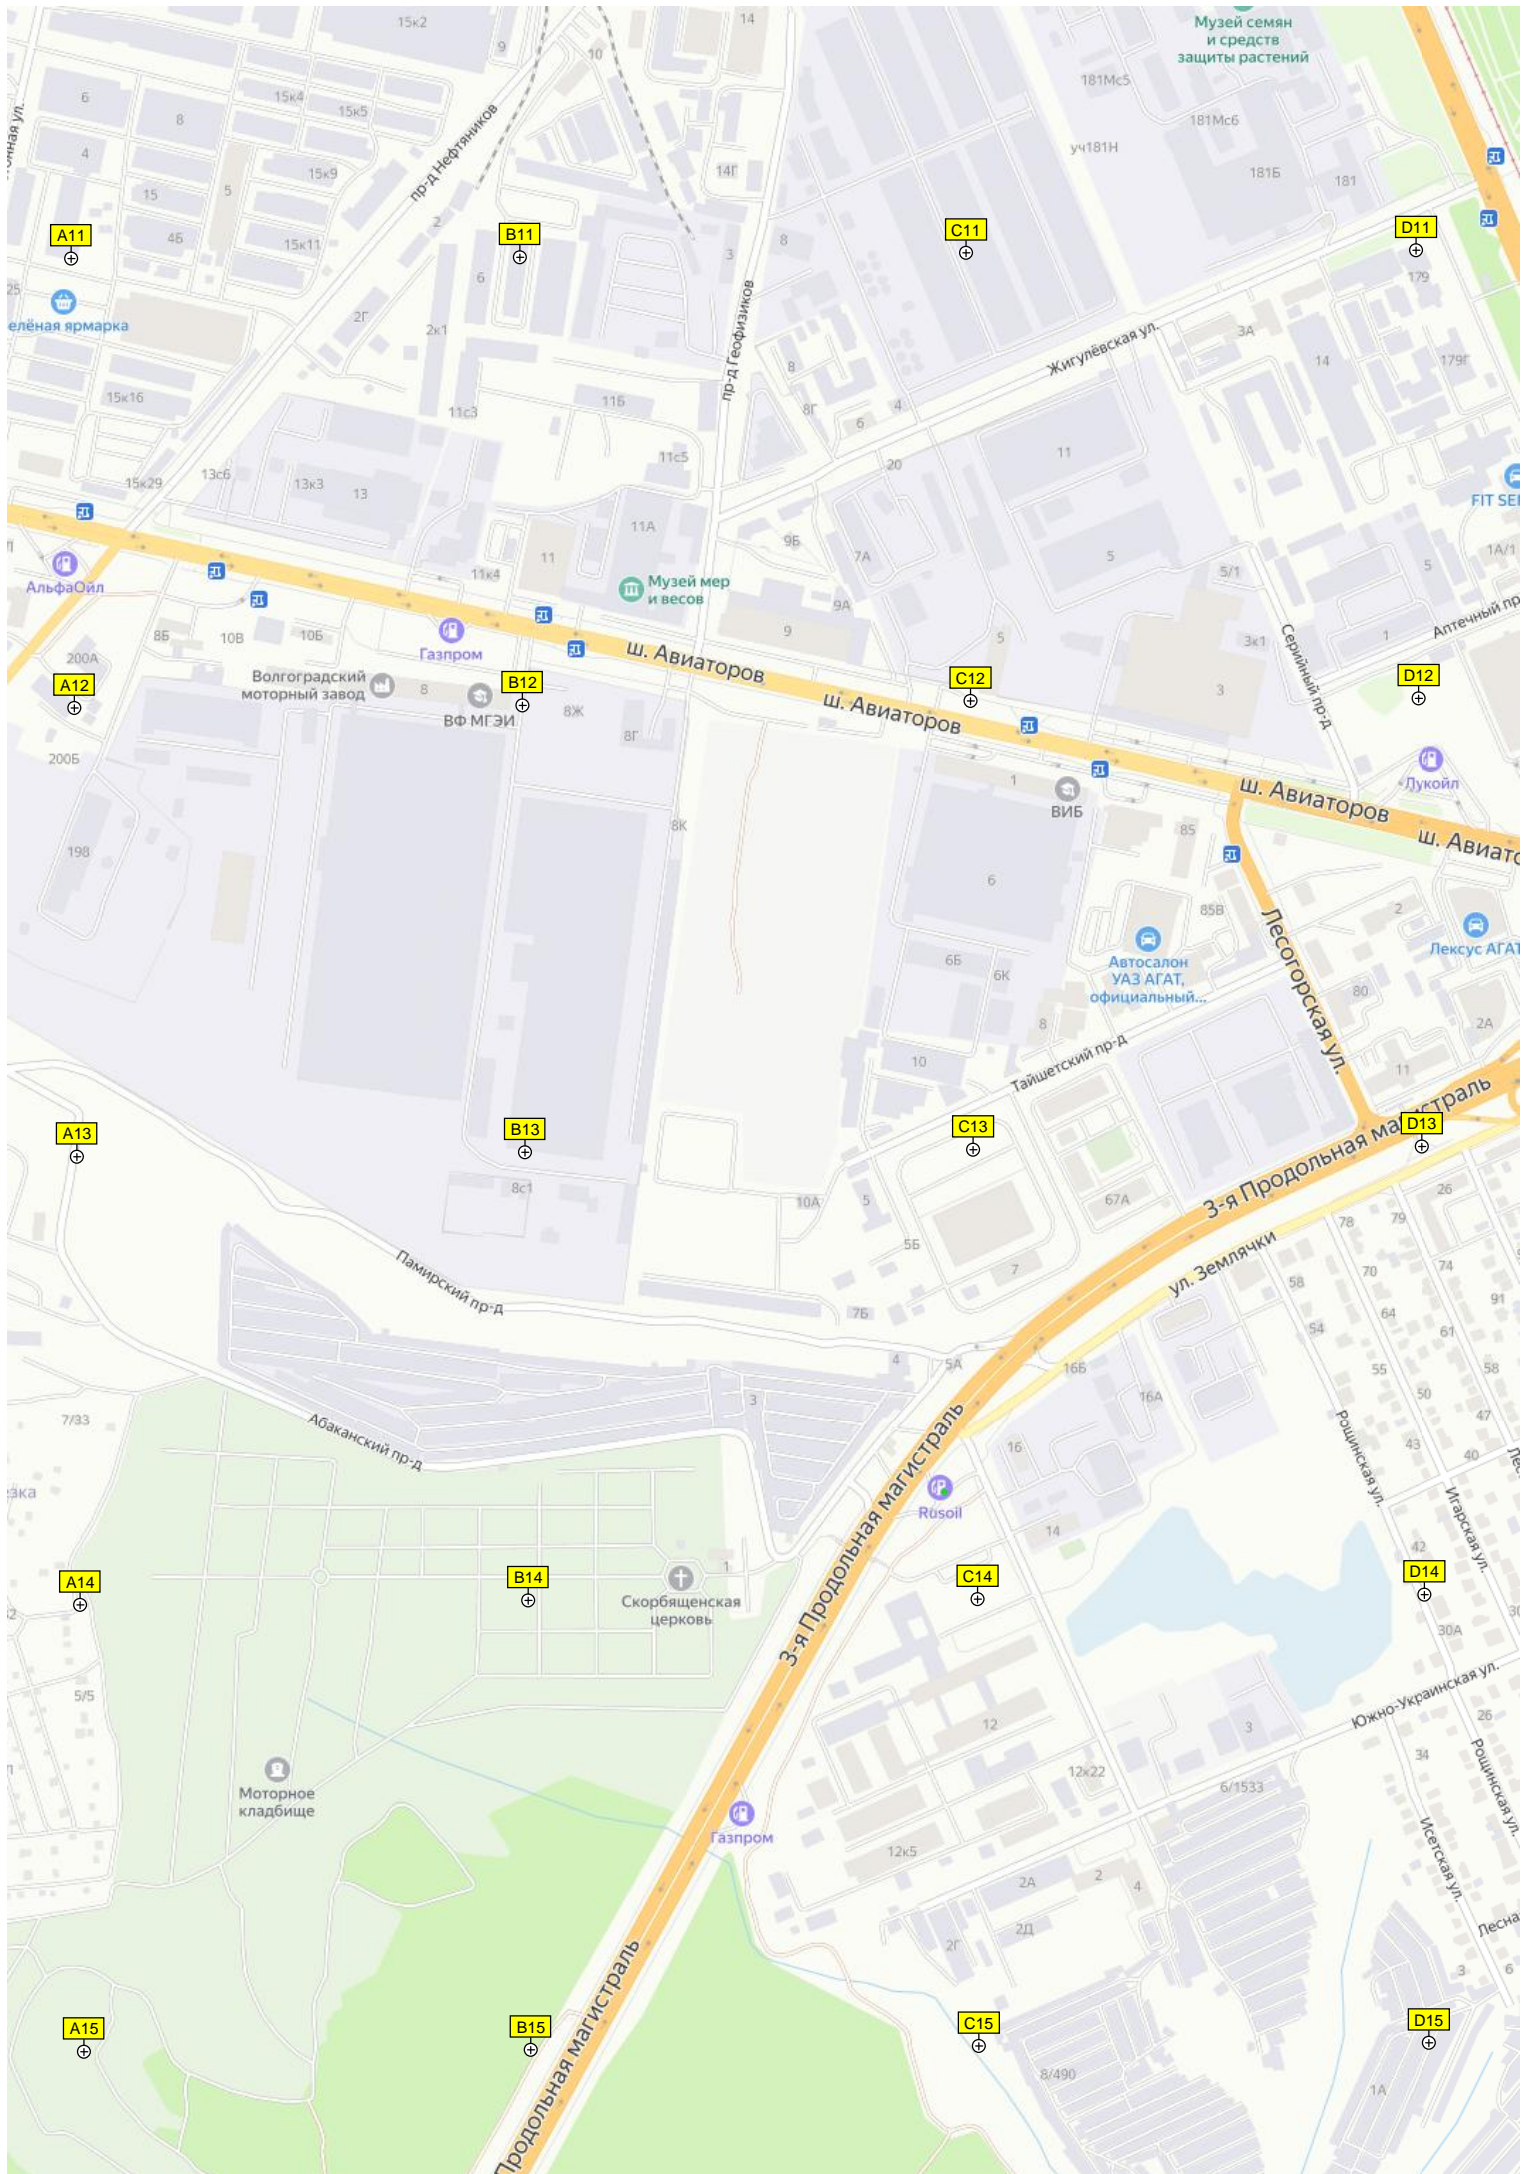 15к2
9
10
14
Музей семян
и средств
защиты растений
181Мс5
181Мс6
6
8
15к4
15к5
4
5
15к9
15
пр-д Нефтяников
14Г
уч181Н
181Б
181
A11
4Б
15к11
2
B11
3
8
C11
D11
179
25
елёная ярмарка
6
2Г
2к1
пр-д Геофизиков
Жигулёвская ул.
3А
14
179Г
8
15к16
11с3
11Б
8Г
6
4
11с5
20
11
15к29
13с6
13к3
13
FIT SE
11А
9Б
7А
5
5/1
5
1А/1
АльфаОйл
11
11к4
Музей мер
и весов
9А
Серийный пр-д
Аптечный пр
8Б
10В
10Б
Газпром
ш. Авиаторов
9
5
3к1
1
200А
A12
Волгоградский
моторный завод
8
ВФ МГЭИ
B12
8Ж
8Г
ш. Авиаторов
C12
3
D12
200Б
1
ВИБ
ш. Авиаторов
Лукойл
ш. Авиато
198
8К
85
6
85В
2
Лесогорская ул.
Лексус АГАТ
6Б
6К
Автосалон
УАЗ АГАТ,
официальный...
80
8
2А
10
Тайшетский пр-д
11
A13
B13
C13
D13
3-я Продольная магистраль
8с1
10А
5
67А
26
5Б
78
79
Памирский пр-д
7
ул. Землячки
58
70
74
91
7Б
54
64
61
4
5А
16Б
55
58
7/33
3
16А
50
47
Абаканский пр-д
16
Рощинская ул.
43
40
Игарская ул.
3-я Продольная магистраль
Rusoil
14
42
A14
B14
Скорбященская
церковь
1
C14
D14
30А
5/5
12
3
Южно-Украинская ул.
26
34
Рощинская ул.
Моторное
кладбище
12к22
6/1533
Газпром
12к5
Исетская ул.
2А
2
4
2Д
2Г
Лесна
3
6
Продольная магистраль
A15
B15
C15
D15
8/490
1А